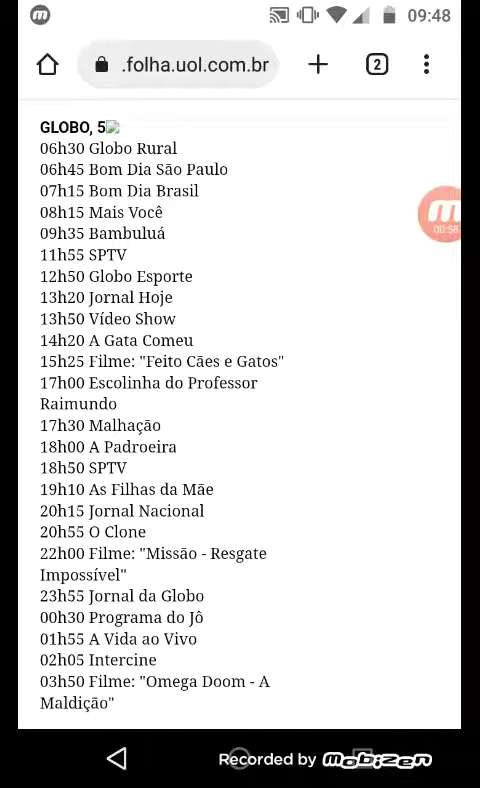 09:48
.folha.uol.com.br
2
GLOBO, 5
06h30 Globo Rural
06h45 Bom Dia São Paulo
07h15 Bom Dia Brasil
08h15 Mais Você
09h35 Bambuluá
11h55 SPTV
12h50 Globo Esporte
13h20 Jornal Hoje
13h50 Vídeo Show
14h20 A Gata Comeu
15h25 Filme: "Feito Cães e Gatos"
17h00 Escolinha do Professor
Raimundo
17h30 Malhação
18h00 A Padroeira
18h50 SPTV
19h10 As Filhas da Mãe
20h15 Jornal Nacional
20h55 O Clone
22h00 Filme: "Missão - Resgate
Impossível"
23h55 Jornal da Globo
00h30 Programa do Jô
01h55 A Vida ao Vivo
02h05 Intercine
03h50 Filme: "Omega Doom - A
Maldição"
00:58
Recorded by Mobizen